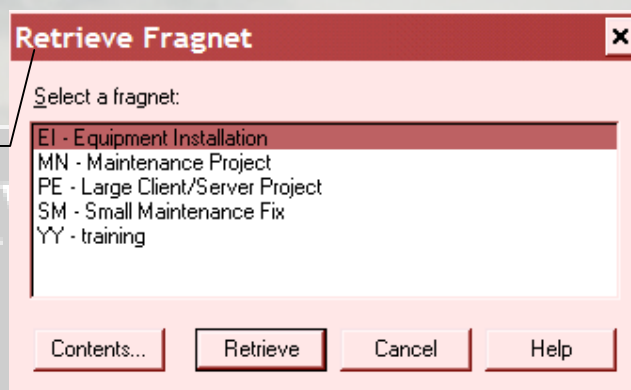 Retrieve Fragnet
Select a fragnet:
EI - Equipment Installation
MN - Maintenance Project
PE - Large Client/Server Project
SM - Small Maintenance Fix
YY - training
Contents... Retrieve Cancel Help